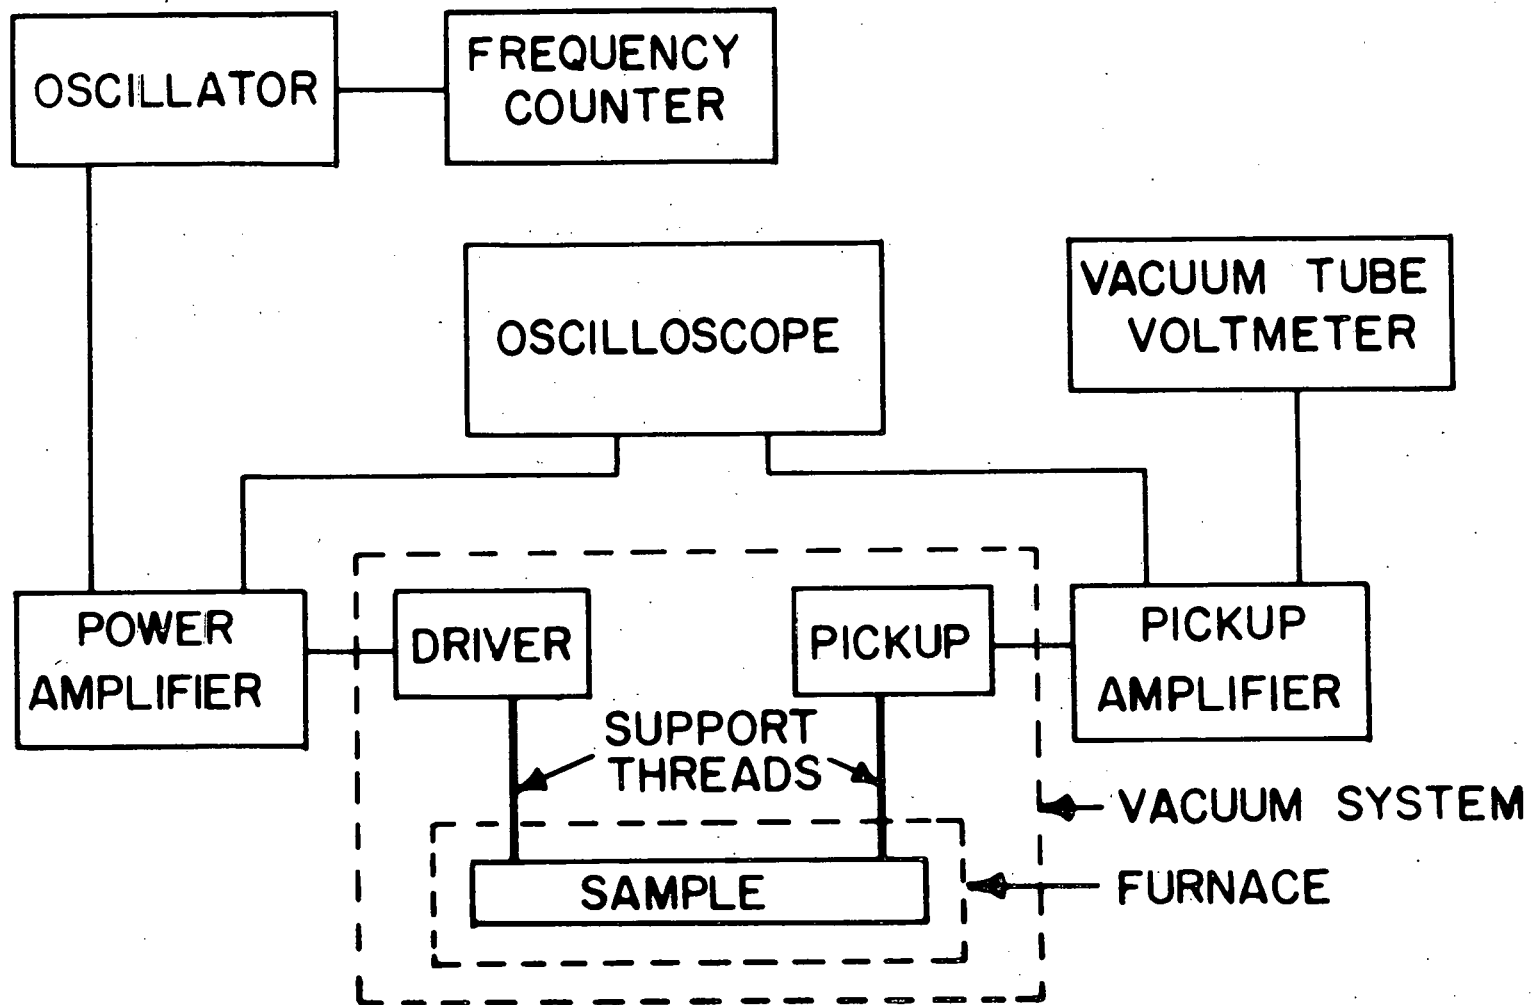 OSCILLATOR
FREQUENCY
COUNTER
OSCILLOSCOPE
VACUUM TUBE
VOLTMETER
POWER
AMPLIFIER
DRIVER
PICKUP
PICKUP
AMPLIFIER
SUPPORT
THREADS
VACUUM SYSTEM
FURNACE
SAMPLE